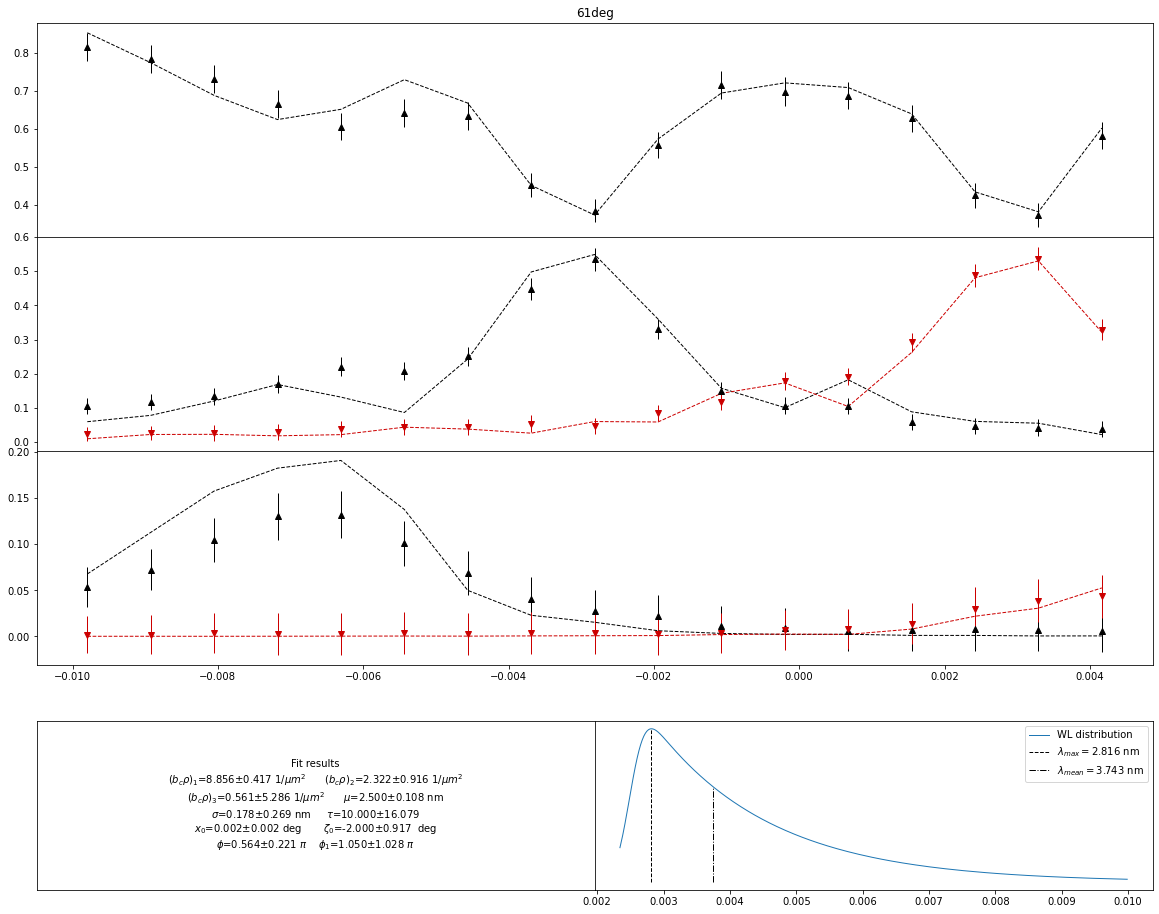 61deg
0.8
0.7
0.6
0.5
0.4
0.6
0.5
0.4
0.3
0.2
0.1
0.0
0.20
0.15
0.10
0.05
0.00
−0.010 −0.008 −0.006 −0.004 −0.002 0.000 0.002 0.004
Fit results
(b_cρ)_1=8.856±0.417 1/μm^2 (b_cρ)_2=2.322±0.916 1/μm^2
(b_cρ)_3=0.561±5.286 1/μm^2 μ=2.500±0.108 nm
σ=0.178±0.269 nm τ=10.000±16.079
x_0=0.002±0.002 deg ζ_0=-2.000±0.917 deg
ϕ=0.564±0.221 π ϕ_1=1.050±1.028 π
WL distribution
λ_max = 2.816 nm
λ_mean = 3.743 nm
0.002 0.003 0.004 0.005 0.006 0.007 0.008 0.009 0.010